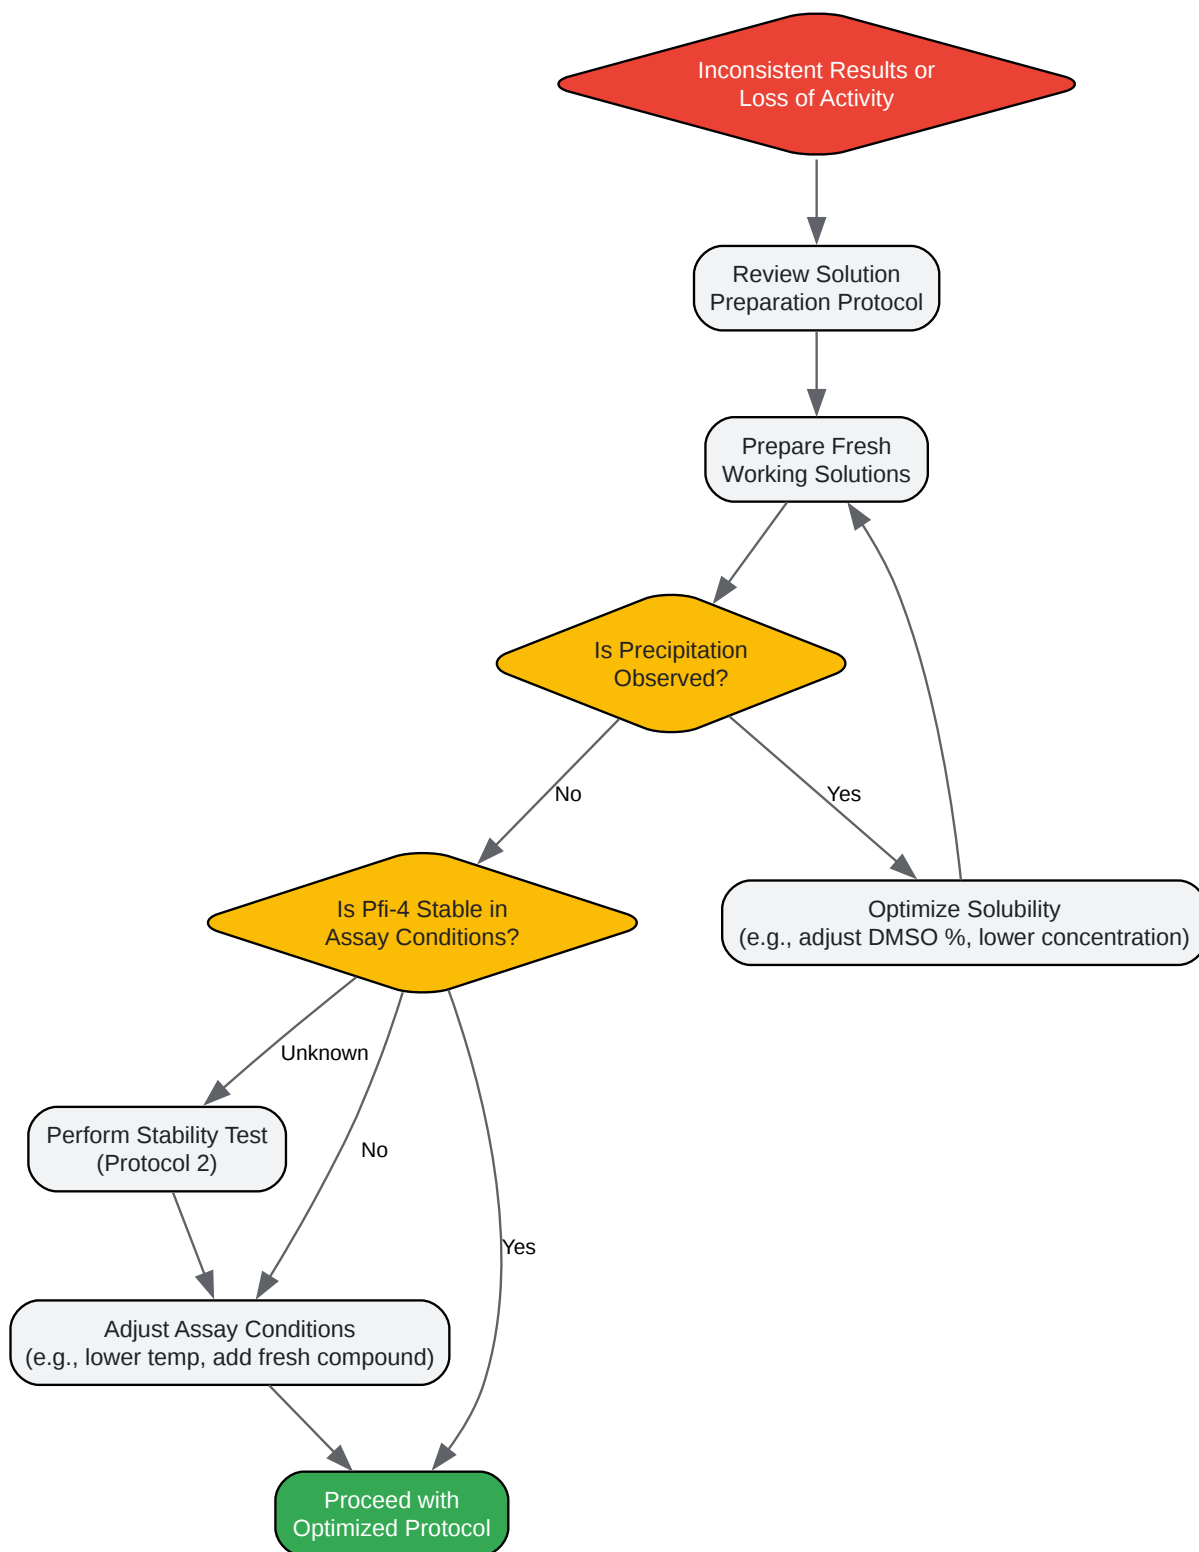 Inconsistent Results or
Loss of Activity
Review Solution
Preparation Protocol
Prepare Fresh
Working Solutions
Is Precipitation
Observed?
No
Yes
Is Pfi-4 Stable in
Assay Conditions?
Optimize Solubility
(e.g., adjust DMSO %, lower concentration)
Unknown
Perform Stability Test
(Protocol 2)
No
Yes
Adjust Assay Conditions
(e.g., lower temp, add fresh compound)
Proceed with
Optimized Protocol